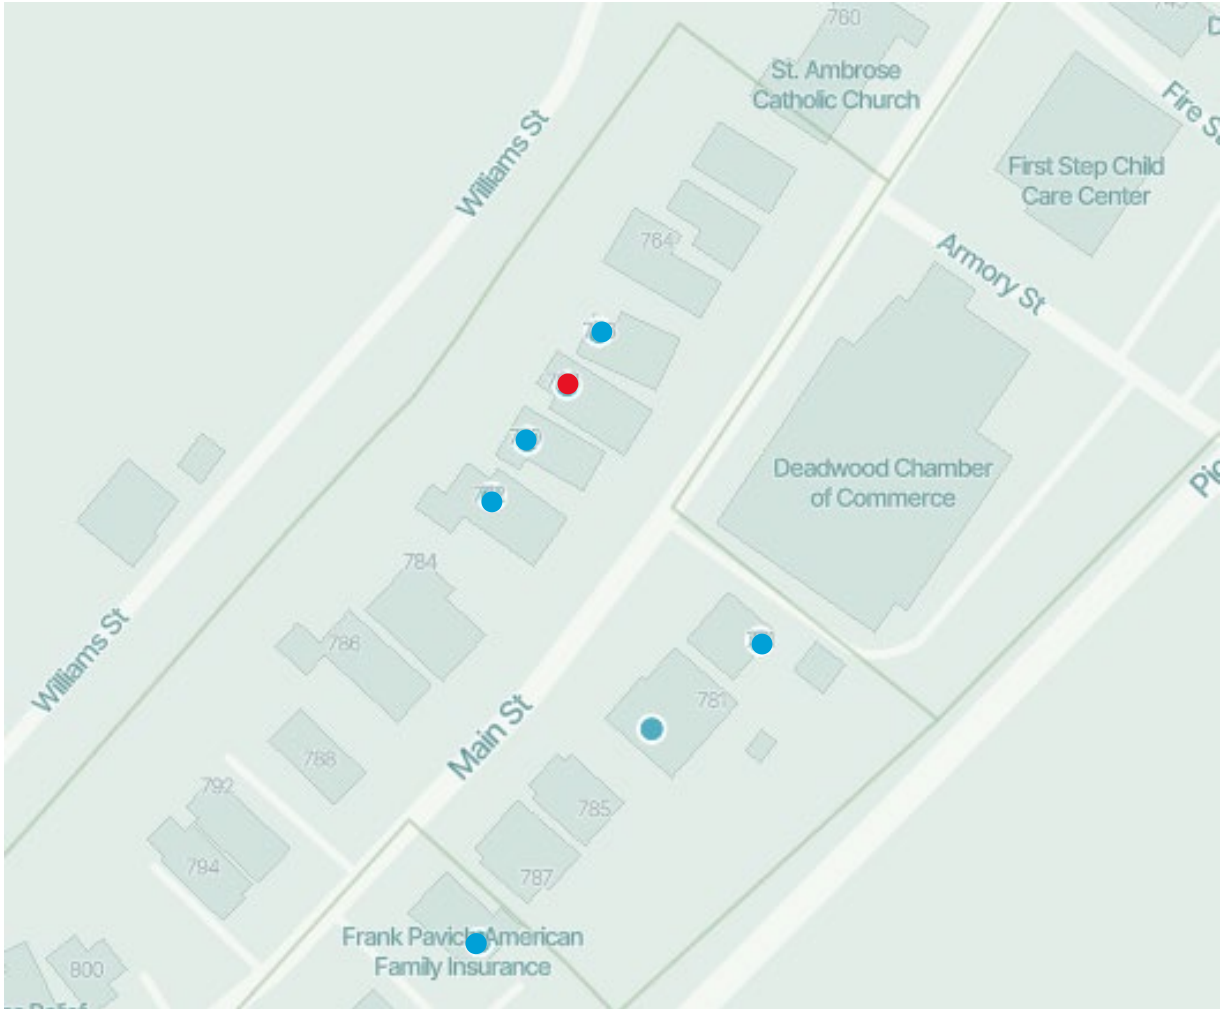 760
St. Ambrose
Catholic Church
Williams St
Fire
First Step Child
Care Center
764
Armory St
Deadwood Chamber
of Commerce
784
786
Williams St
781
Main St
788
792
785
794
787
Frank Pavich American
Family Insurance
800